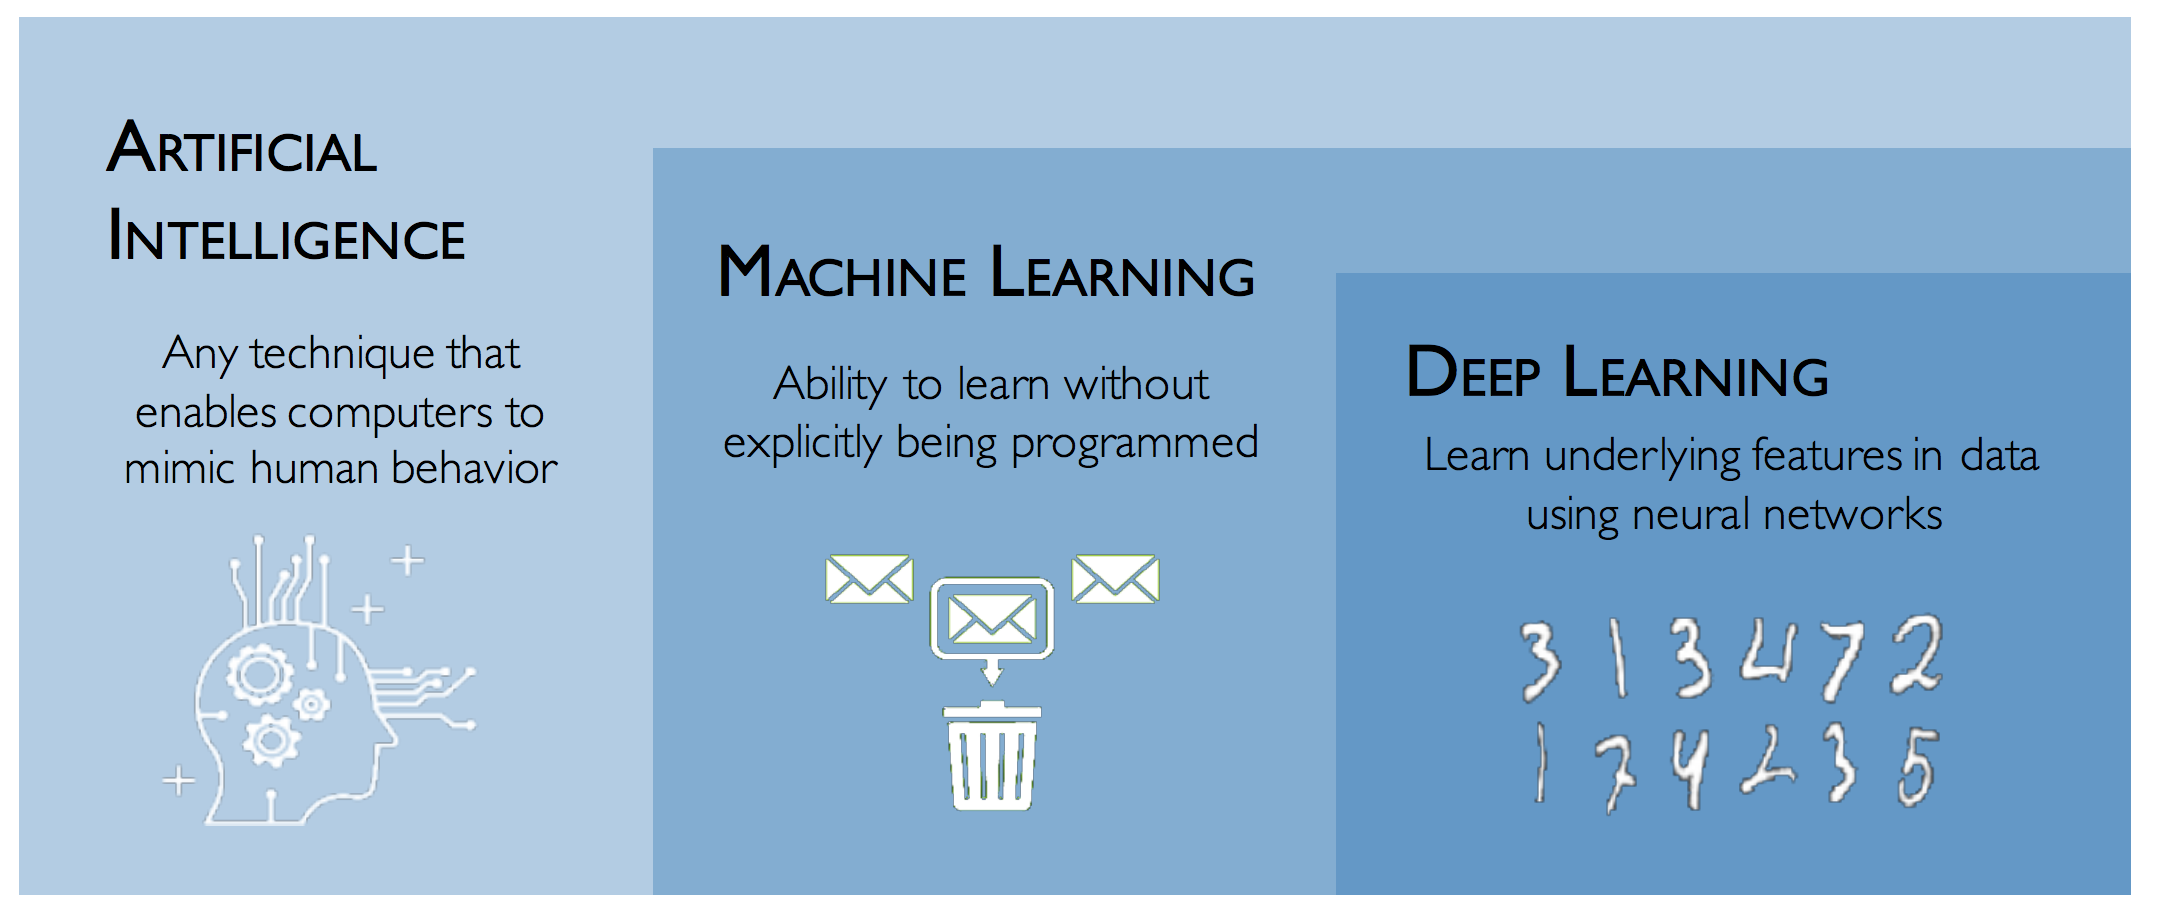 ARTIFICIAL
INTELLIGENCE
Any technique that
enables computers to
mimic human behavior
MACHINE LEARNING
Ability to learn without
explicitly being programmed
DEEP LEARNING
Learn underlying features in data
using neural networks
3 1 3 4 7 2
1 7 4 2 3 5